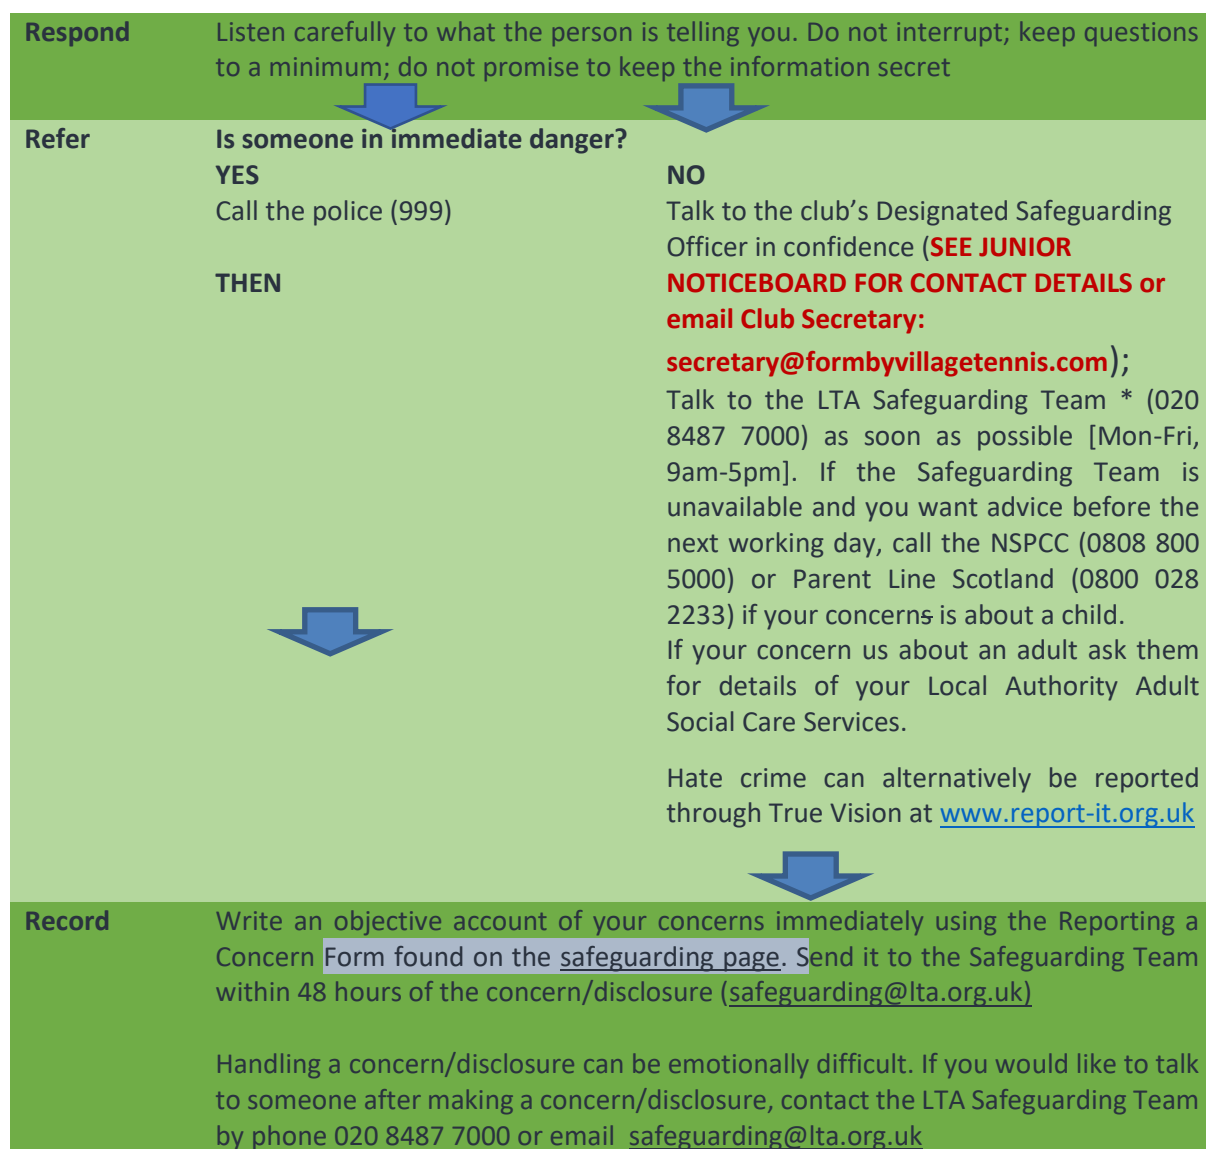 Respond
Listen carefully to what the person is telling you. Do not interrupt; keep questions
to a minimum; do not promise to keep the information secret
Refer
Is someone in immediate danger?
YES
Call the police (999)
THEN
NO
Talk to the club's Designated Safeguarding
Officer in confidence (SEE JUNIOR
NOTICEBOARD FOR CONTACT DETAILS or
email Club Secretary:
secretary@formbyvillagetennis.com);
Talk to the LTA Safeguarding Team * (020
8487 7000) as soon as possible [Mon-Fri,
9am-5pm]. If the Safeguarding Team is
unavailable and you want advice before the
next working day, call the NSPCC (0808 800
5000) or Parent Line Scotland (0800 028
2233) if your concerns is about a child.
If your concern us about an adult ask them
for details of your Local Authority Adult
Social Care Services.
Hate crime can alternatively be reported
through True Vision at www.report-it.org.uk
Record
Write an objective account of your concerns immediately using the Reporting a
Concern Form found on the safeguarding page. Send it to the Safeguarding Team
within 48 hours of the concern/disclosure (safeguarding@lta.org.uk)
Handling a concern/disclosure can be emotionally difficult. If you would like to talk
to someone after making a concern/disclosure, contact the LTA Safeguarding Team
by phone 020 8487 7000 or email safeguarding@lta.org.uk